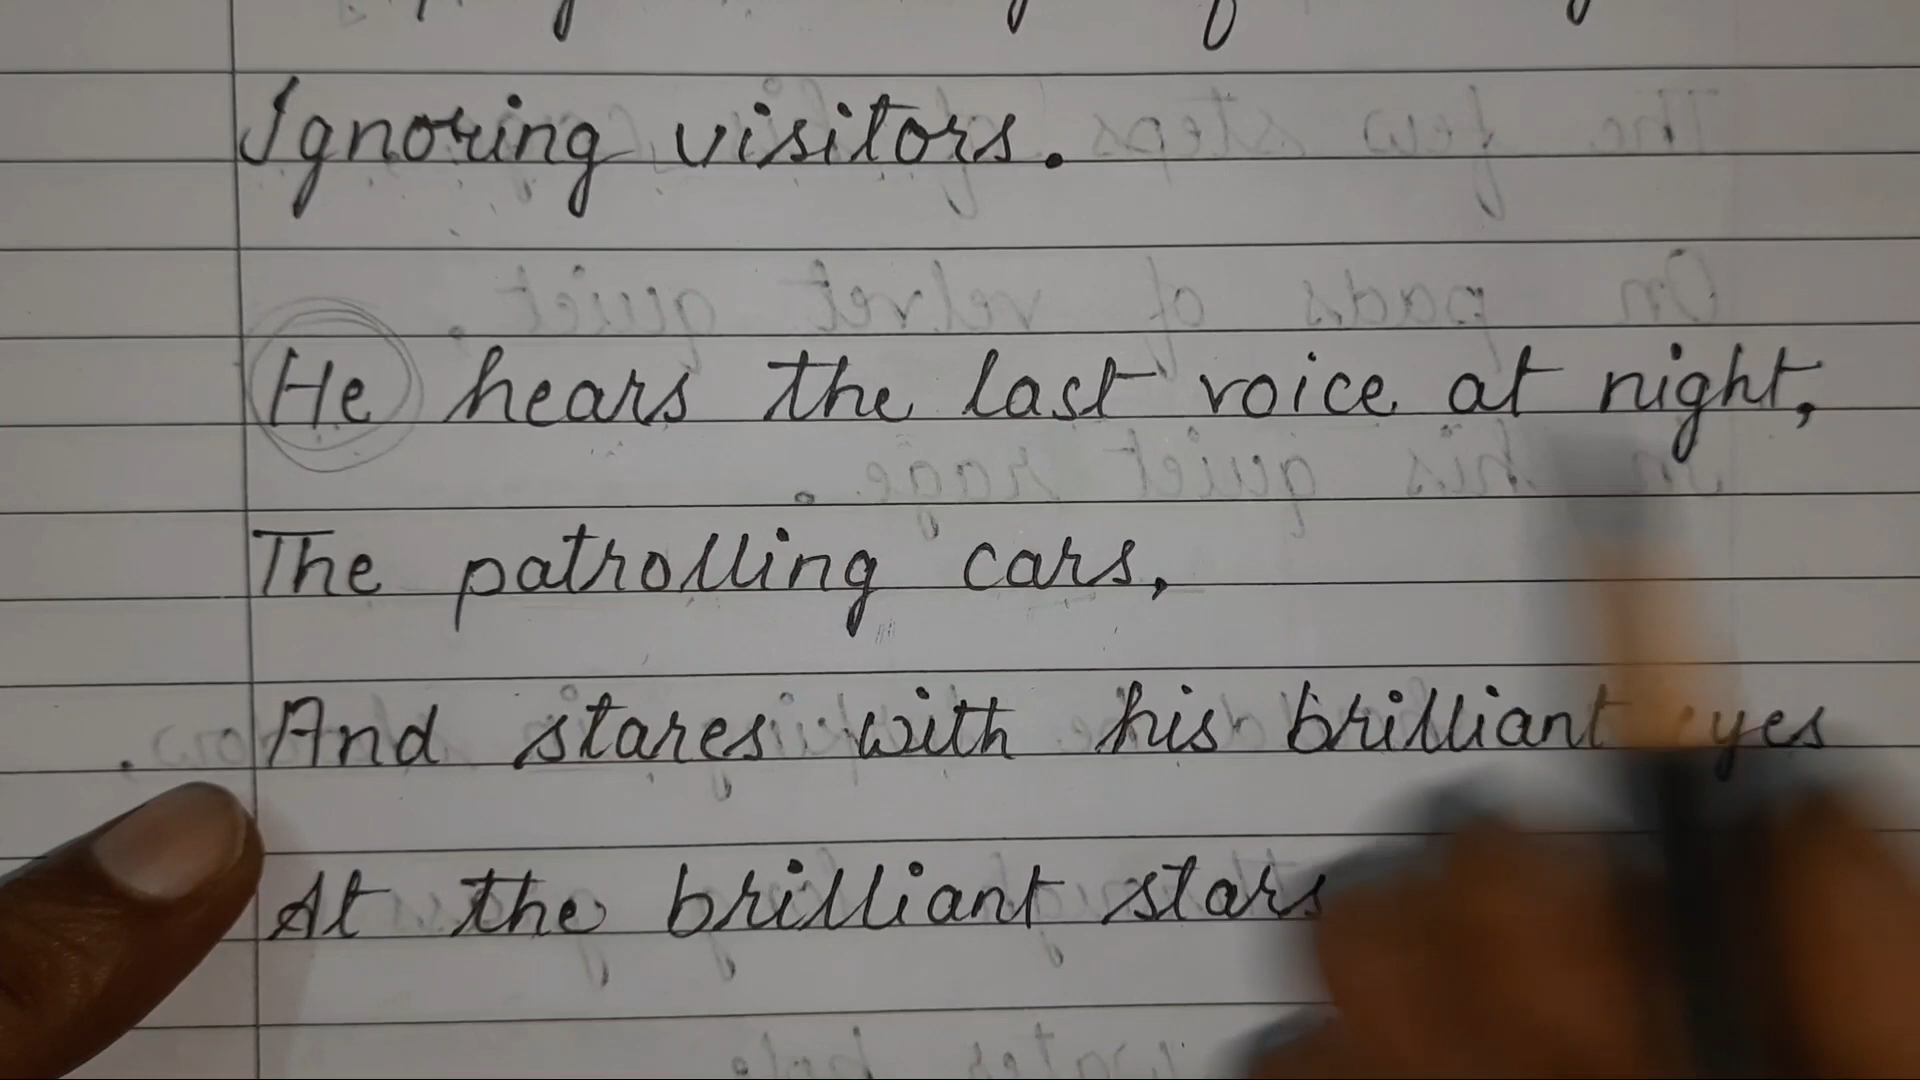 Ignoring visitors.
He hears the last voice at night,
The patrolling cars,
And stares with his brilliant yes
At the brilliant stars